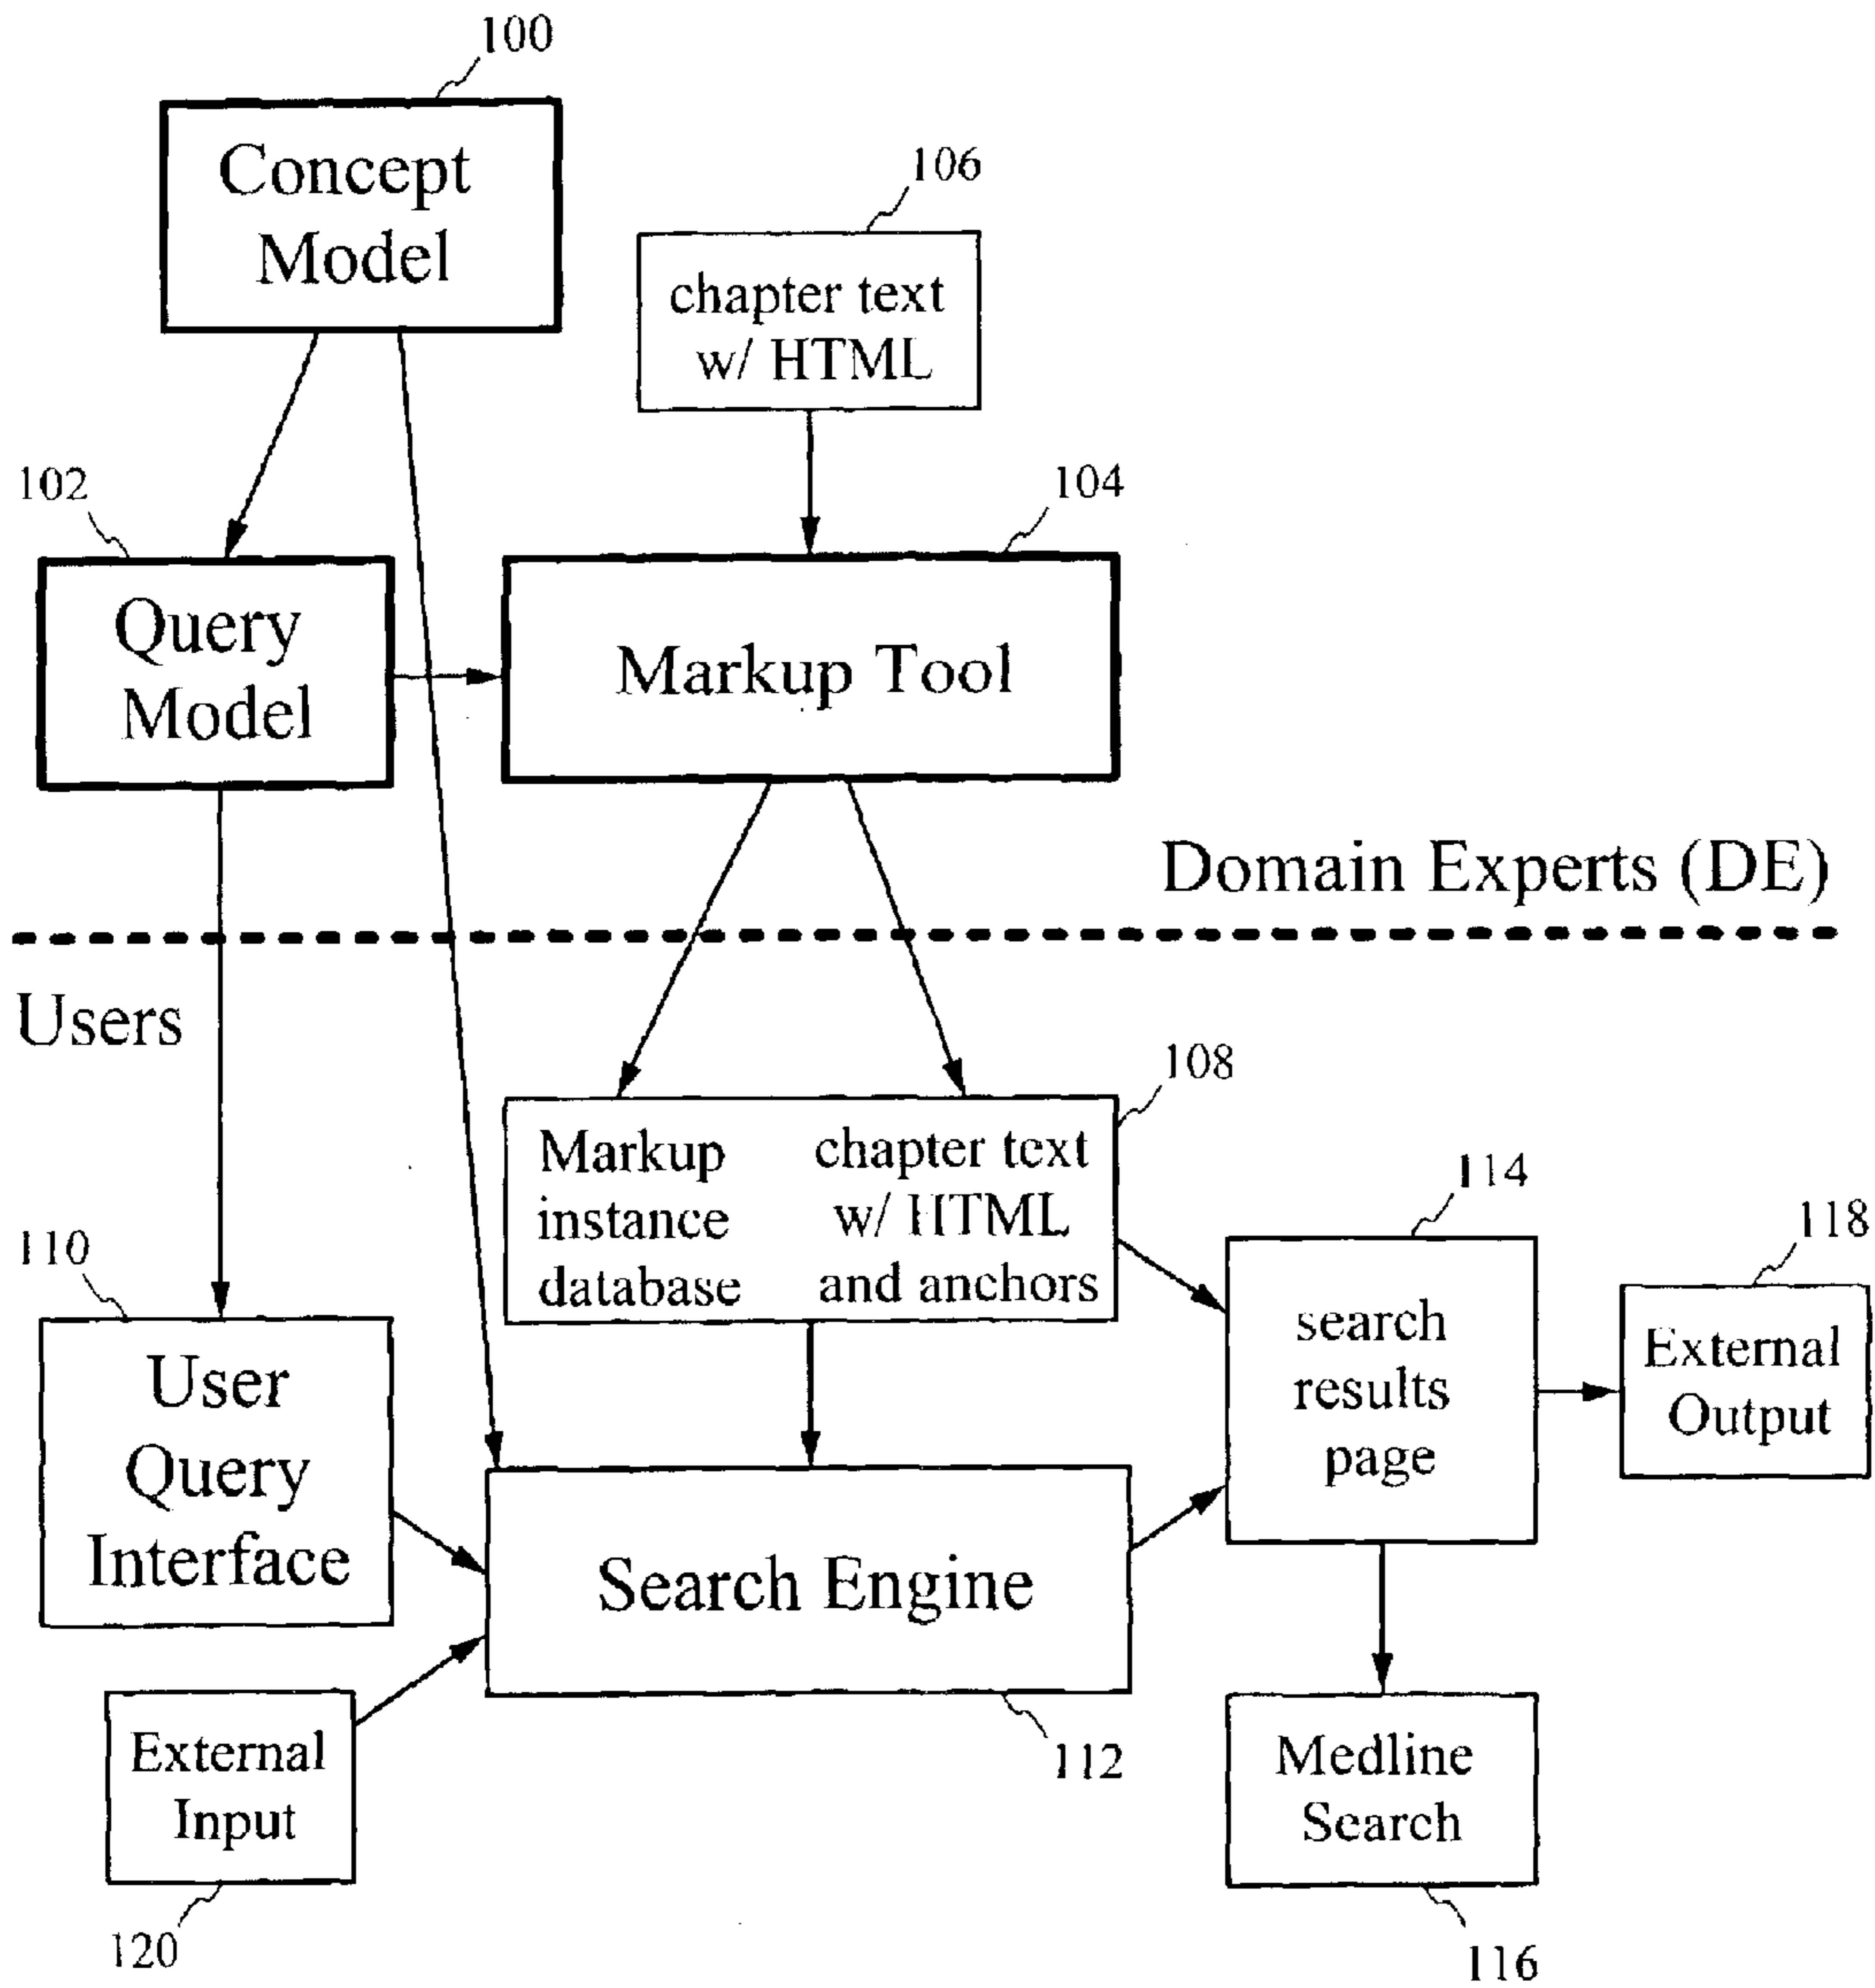 100
Concept
Model
106
chapter text
w/ HTML
102
Query
Model
104
Markup Tool
Domain Experts (DE)
Users
108
Markup
instance
database
chapter text
w/ HTML
and anchors
110
User
Query
Interface
114
search
results
page
118
External
Output
Search Engine
112
External
Input
120
Medline
Search
116